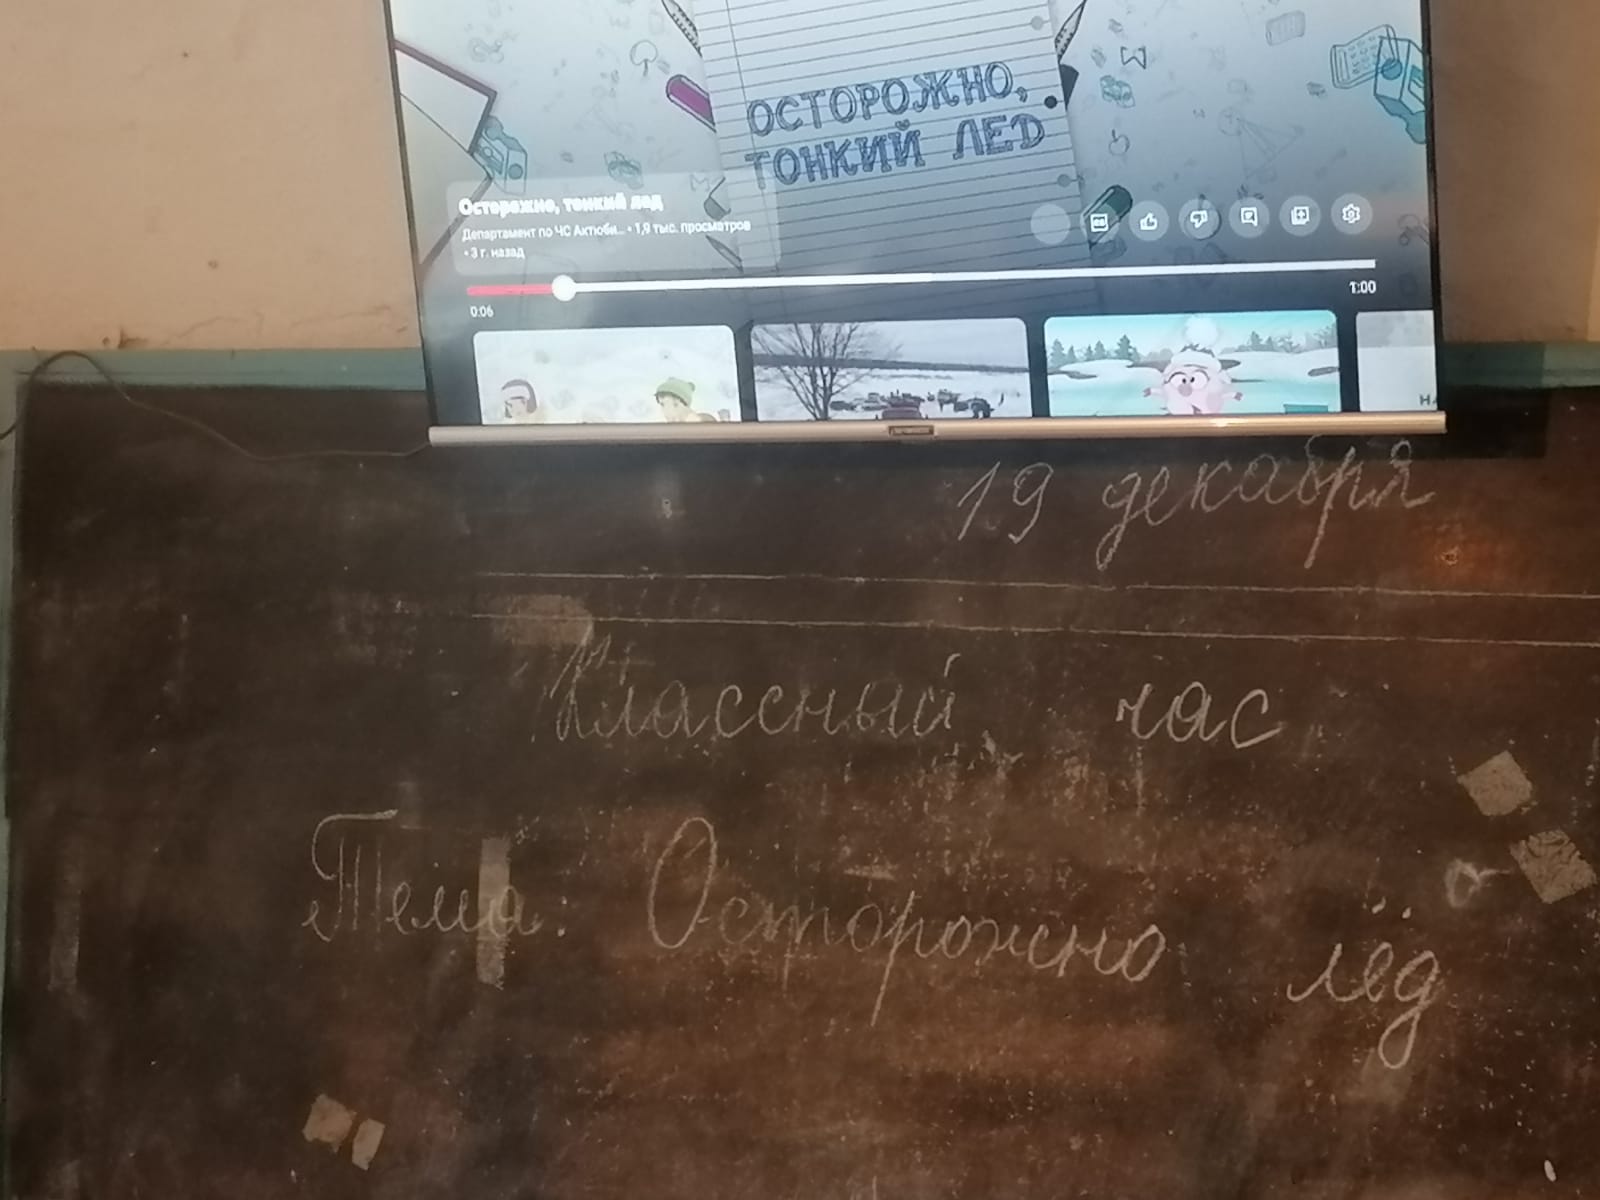 ОСТОРОЖНО,
ТОНКИЙ ЛЕД
Осторожно, тонкий лед
Департамент по ЧС Актюби... • 1,9 тыс. просмотров
• 3 г. назад
0:06
1:00
19 декабря
Классный час
Тема: Осторожно лёд